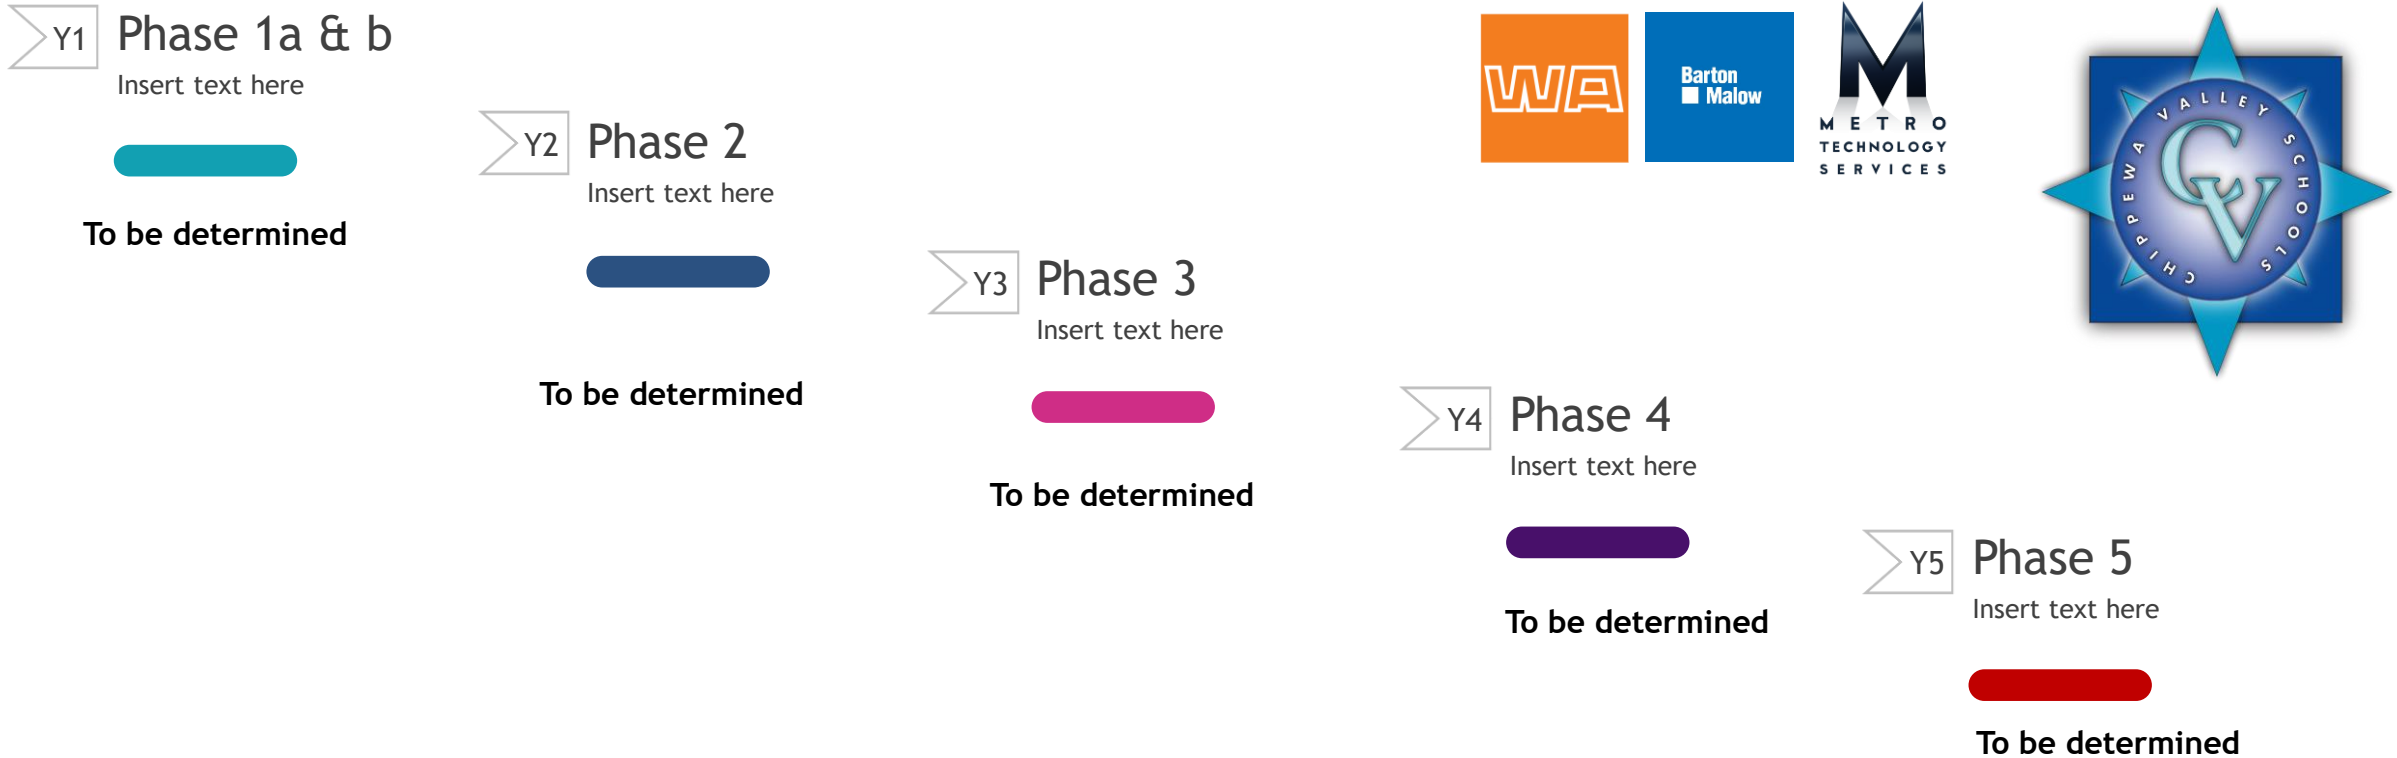 Y1
Phase 1a & b
Insert text here
To be determined
Y2
Phase 2
Insert text here
To be determined
Y3
Phase 3
Insert text here
To be determined
Y4
Phase 4
Insert text here
To be determined
Y5
Phase 5
Insert text here
To be determined
WA
Barton
Malow
M
METRO
TECHNOLOGY
SERVICES
CHIPPEWA VALLEY SCHOOLS
CV